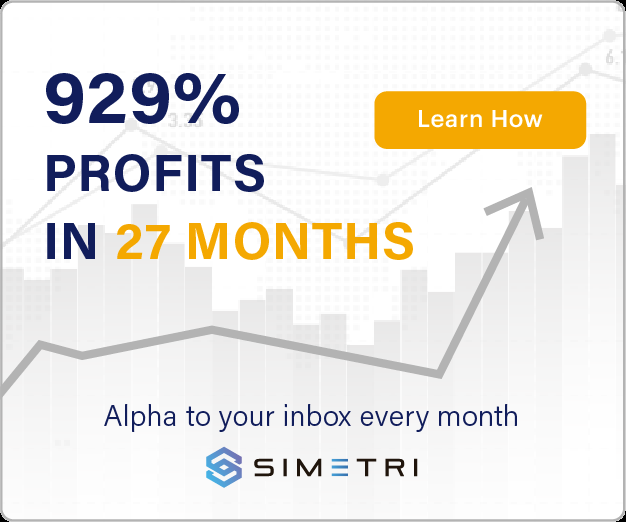 929%
PROFITS
IN 27 MONTHS
Learn How
Alpha to your inbox every month
SIMETRI